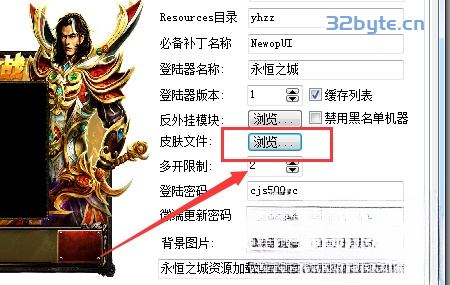 32byte.cn
Resources目录 yhzz
必备补丁名称 NewopUI
登陆器名称: 永恒之城
登陆器版本: 1 缓存列表
反外挂模块: 浏览... 禁用黑名单机器
皮肤文件: 浏览...
多开限制: 2
登陆密码
微端更新密码
背景图片:
永恒之城资源加载